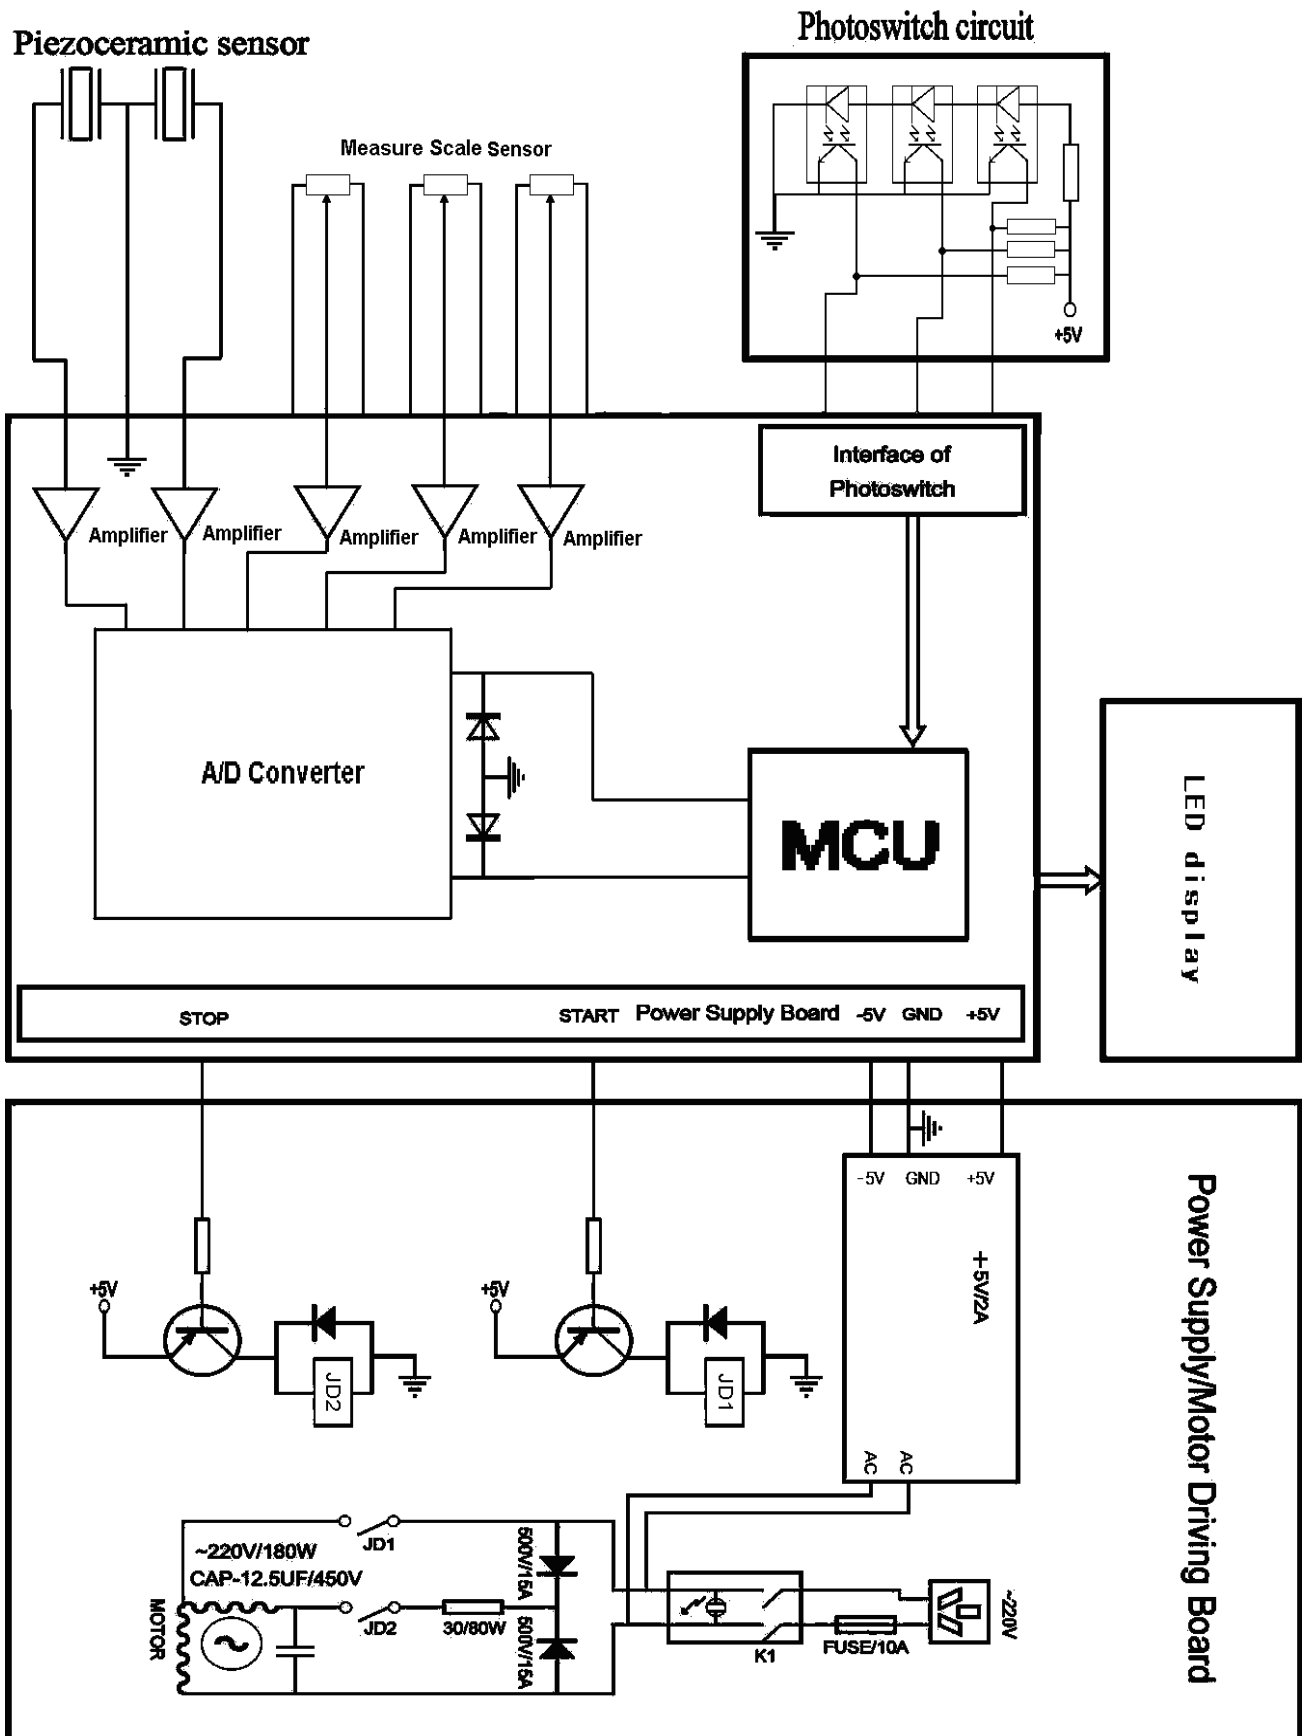 Photoswitch circuit
Piezoceramic sensor
Measure Scale Sensor
+5V
Interface of
Photoswitch
Amplifier
Amplifier
Amplifier
Amplifier
Amplifier
A/D Converter
MCU
LED display
STOP
START
Power Supply Board
-5V
GND
+5V
-5V
GND
+5V
+5V/2A
AC
AC
Power Supply/Motor Driving Board
+5V
JD2
+5V
JD1
~220V/180W
CAP-12.5UF/450V
MOTOR
JD1
JD2
30/80W
500V/15A
500V/15A
K1
FUSE/10A
~220V